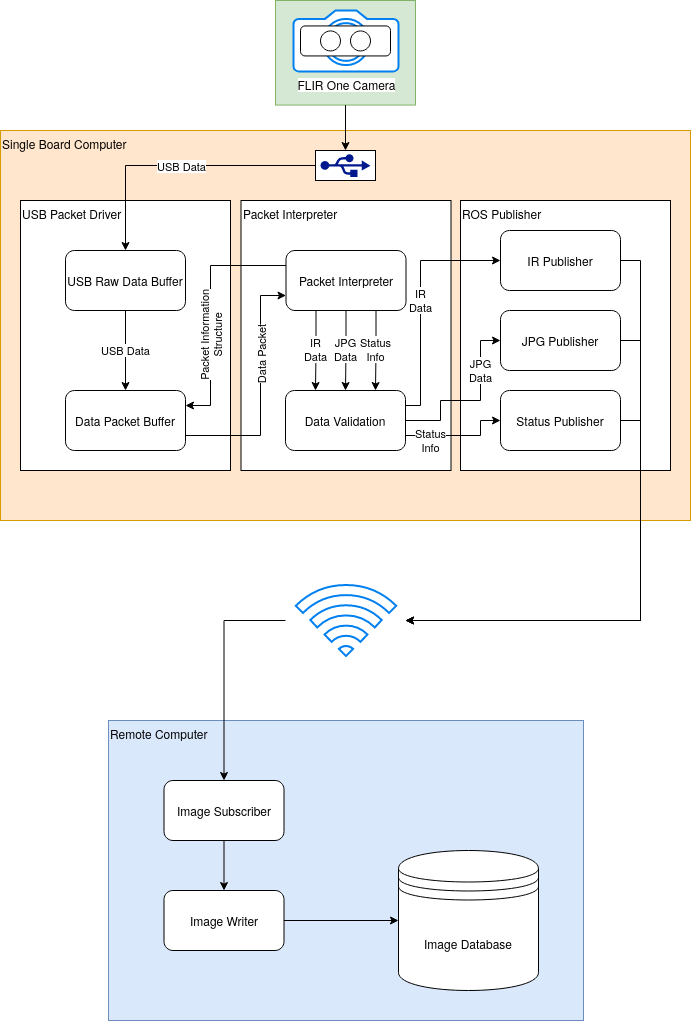 FLIR One Camera
Single Board Computer
USB Data
USB Packet Driver
Packet Interpreter
ROS Publisher
USB Raw Data Buffer
USB Data
Data Packet Buffer
Packet Information
Structure
Data Packet
Packet Interpreter
IR
Data
JPG
Data
Status
Info
Data Validation
IR
Data
JPG
Data
Status
Info
IR Publisher
JPG Publisher
Status Publisher
Remote Computer
Image Subscriber
Image Writer
Image Database